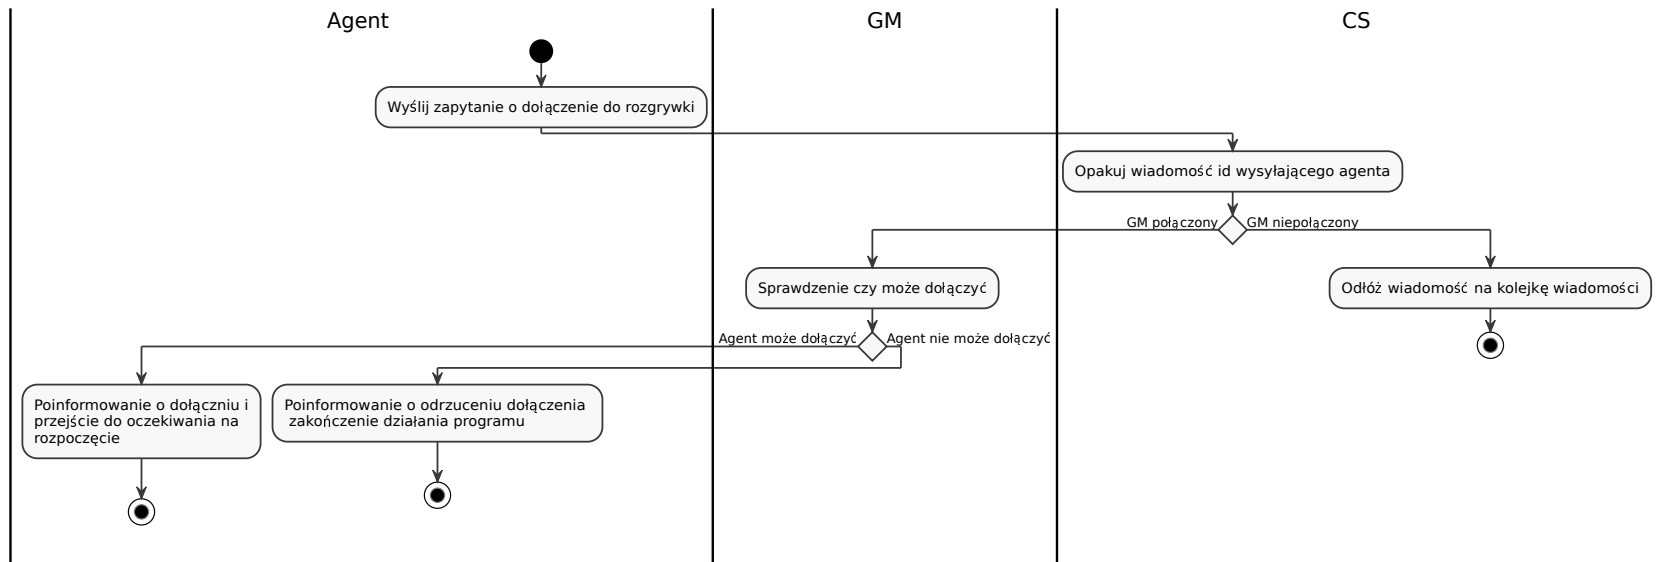 Agent
GM
CS
Wyślij zapytanie o dołączenie do rozgrywki
Opakuj wiadomość id wysyłającego agenta
GM połączony
GM niepołączony
Sprawdzenie czy może dołączyć
Odłóż wiadomość na kolejkę wiadomości
Agent może dołączyć
Agent nie może dołączyć
Poinformowanie o dołączniu i
przejście do oczekiwania na
rozpoczęcie
Poinformowanie o odrzuceniu dołączenia
zakończenie działania programu